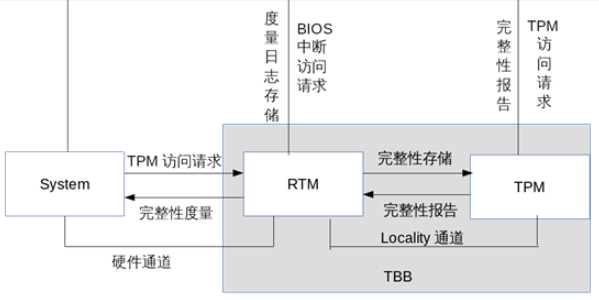 度量日志存储
BIOS
中断
访问
请求
完整性报告
TPM
访问请求
TPM 访问请求
完整性存储
System
RTM
TPM
完整性度量
完整性报告
Locality 通道
硬件通道
TBB